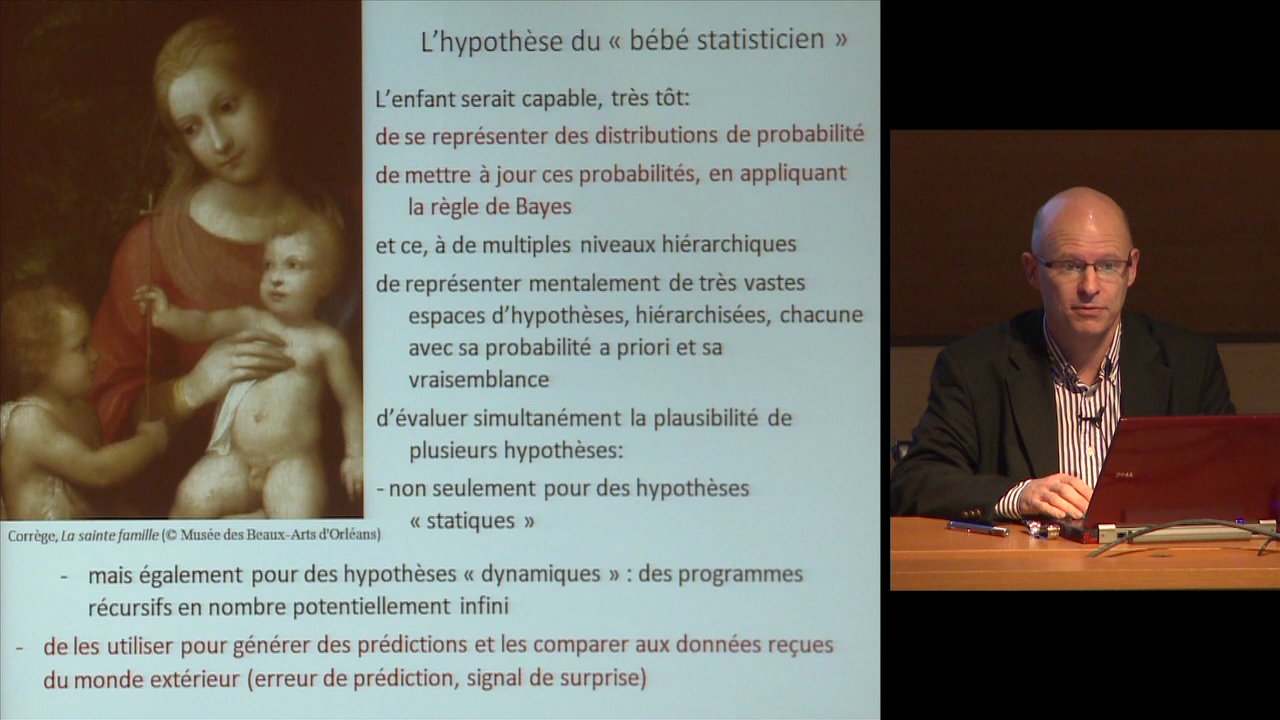 L'hypothèse du « bébé statisticien »
L'enfant serait capable, très tôt:
de se représenter des distributions de probabilité
de mettre à jour ces probabilités, en appliquant
la règle de Bayes
et ce, à de multiples niveaux hiérarchiques
de représenter mentalement de très vastes
espaces d'hypothèses, hiérarchisées, chacune
avec sa probabilité a priori et sa
vraisemblance
d'évaluer simultanément la plausibilité de
plusieurs hypothèses:
- non seulement pour des hypothèses
« statiques »
Corrège, La sainte famille (© Musée des Beaux-Arts d'Orléans)
- mais également pour des hypothèses « dynamiques » : des programmes
récursifs en nombre potentiellement infini
- de les utiliser pour générer des prédictions et les comparer aux données reçues
du monde extérieur (erreur de prédiction, signal de surprise)
DELL